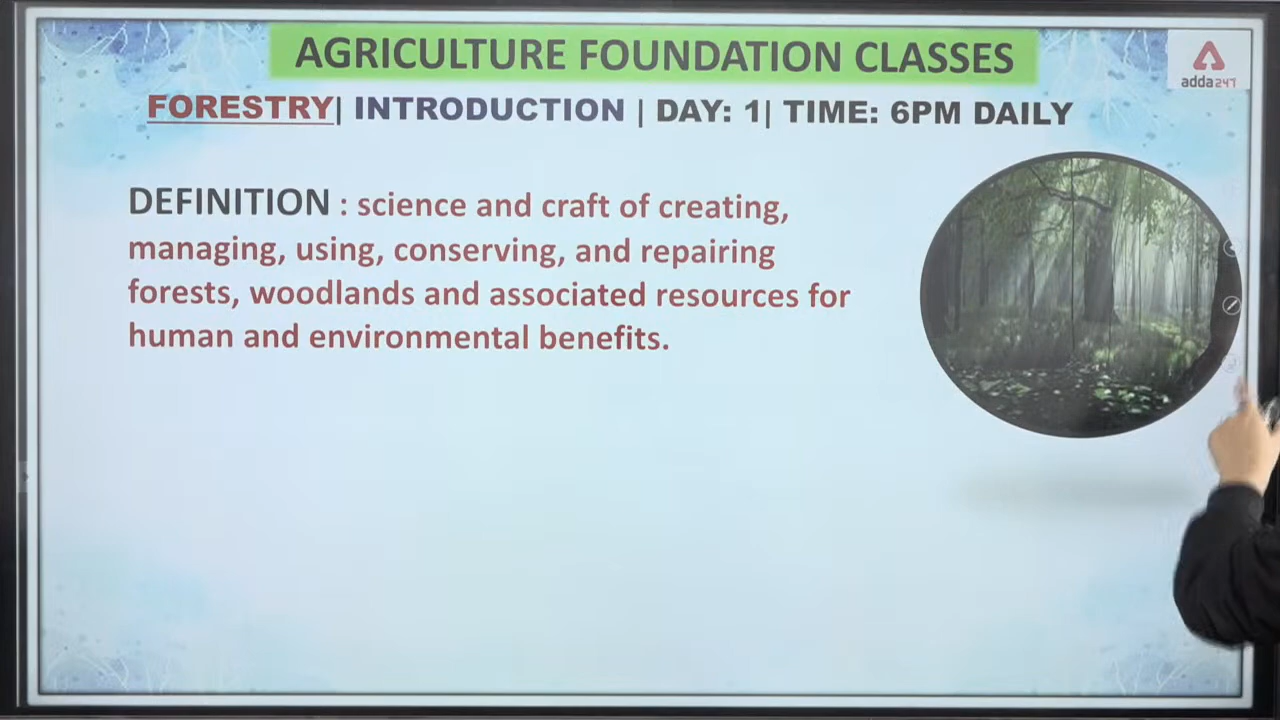 AGRICULTURE FOUNDATION CLASSES
adda247
FORESTRY| INTRODUCTION | DAY: 1| TIME: 6PM DAILY
DEFINITION : science and craft of creating,
managing, using, conserving, and repairing
forests, woodlands and associated resources for
human and environmental benefits.